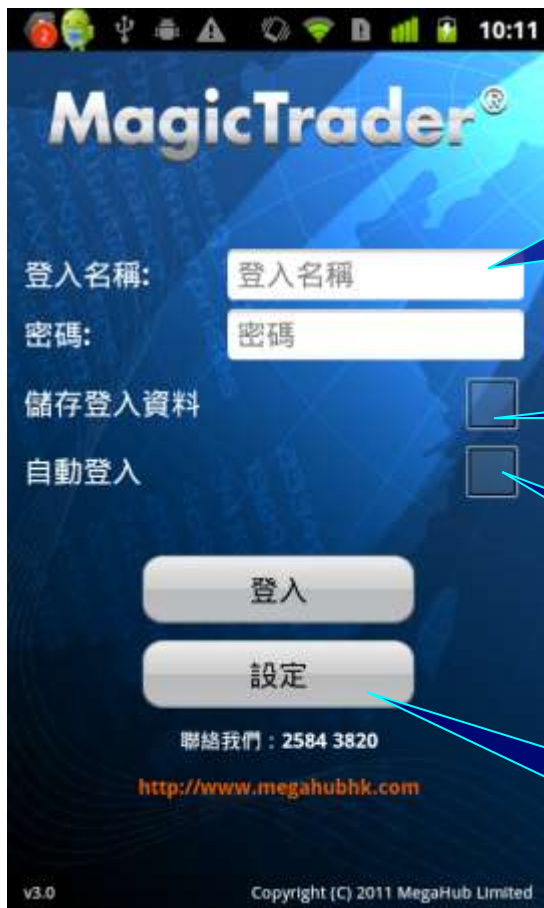 2
10:11
MagicTrader®
登入名稱: 登入名稱
密碼: 密碼
儲存登入資料
自動登入
登入
設定
聯絡我們：2584 3820
http://www.megahubhk.com
v3.0 Copyright (C) 2011 MegaHub Limited